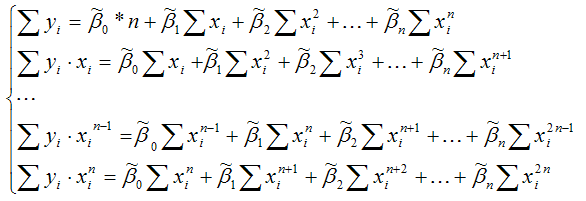 ∑ yᵢ = β̃₀ * n + β̃₁ ∑ xᵢ + β̃₂ ∑ xᵢ² + … + β̃ₙ ∑ xᵢⁿ
∑ yᵢ · xᵢ = β̃₀ ∑ xᵢ + β̃₁ ∑ xᵢ² + β̃₂ ∑ xᵢ³ + … + β̃ₙ ∑ xᵢⁿ⁺¹
…
∑ yᵢ · xᵢⁿ⁻¹ = β̃₀ ∑ xᵢⁿ⁻¹ + β̃₁ ∑ xᵢⁿ + β̃₂ ∑ xᵢⁿ⁺¹ + … + β̃ₙ ∑ xᵢ²ⁿ⁻¹
∑ yᵢ · xᵢⁿ = β̃₀ ∑ xᵢⁿ + β̃₁ ∑ xᵢⁿ⁺¹ + β̃₂ ∑ xᵢⁿ⁺² + … + β̃ₙ ∑ xᵢ²ⁿ